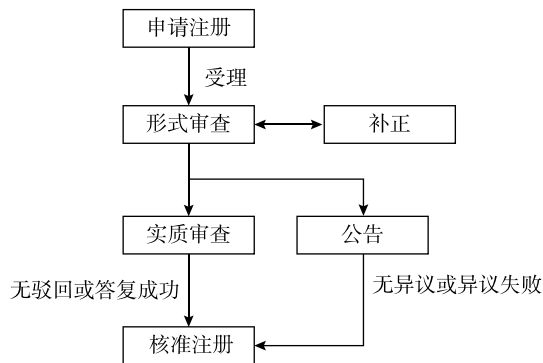 申请注册
受理
形式审查
补正
实质审查
公告
无驳回或答复成功
无异议或异议失败
核准注册